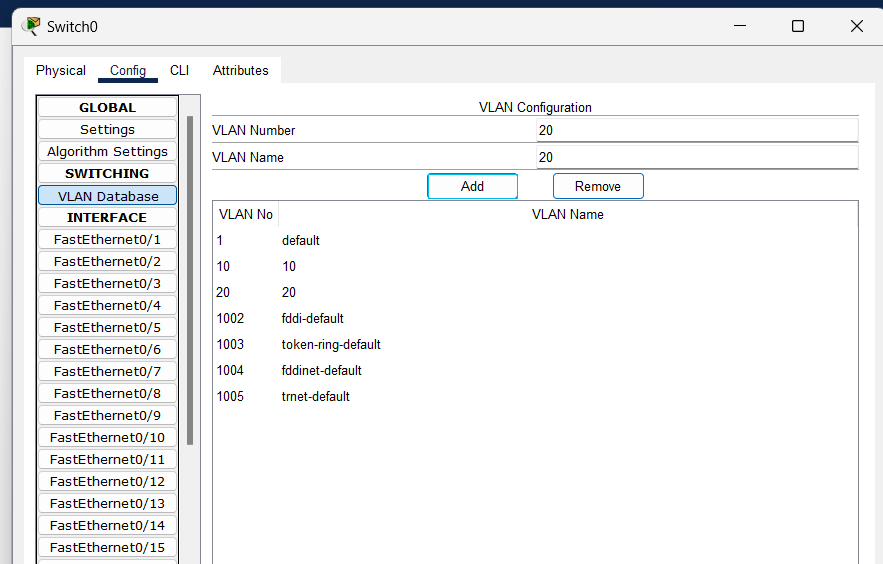 Switch0
Physical Config CLI Attributes
GLOBAL
Settings
Algorithm Settings
SWITCHING
VLAN Database
INTERFACE
FastEthernet0/1
FastEthernet0/2
FastEthernet0/3
FastEthernet0/4
FastEthernet0/5
FastEthernet0/6
FastEthernet0/7
FastEthernet0/8
FastEthernet0/9
FastEthernet0/10
FastEthernet0/11
FastEthernet0/12
FastEthernet0/13
FastEthernet0/14
FastEthernet0/15
VLAN Configuration
VLAN Number 20
VLAN Name 20
Add Remove
VLAN No VLAN Name
1 default
10 10
20 20
1002 fddi-default
1003 token-ring-default
1004 fddinet-default
1005 trnet-default